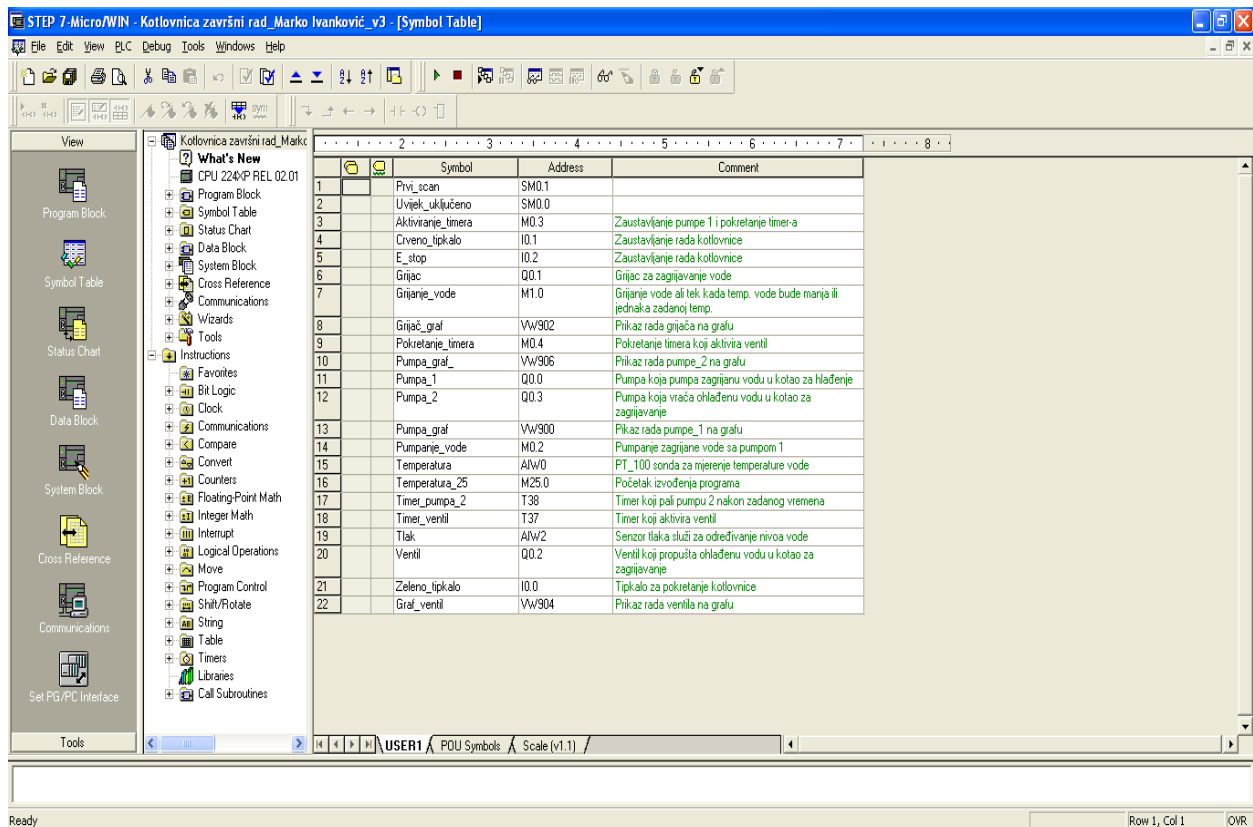 STEP 7-Micro/WIN - Kotlovnica završni rad_Marko Ivanković_v3 - [Symbol Table]
File Edit View PLC Debug Tools Windows Help
View
Program Block
Symbol Table
Status Chart
Data Block
System Block
Cross Reference
Communications
Set PG/PC Interface
Tools
Kotlovnica završni rad_Marko
What's New
CPU 224XP REL 02.01
Program Block
Symbol Table
Status Chart
Data Block
System Block
Cross Reference
Communications
Wizards
Tools
Instructions
Favorites
Bit Logic
Clock
Communications
Compare
Convert
Counters
Floating-Point Math
Integer Math
Interrupt
Logical Operations
Move
Program Control
Shift/Rotate
String
Table
Timers
Libraries
Call Subroutines
2 3 4 5 6 7 8
Symbol Address Comment
1 Prvi_scan SM0.1
2 Uvijek_uključeno SM0.0
3 Aktiviranje_timera M0.3 Zaustavljanje pumpe 1 i pokretanje timer-a
4 Crveno_tipkalo I0.1 Zaustavljanje rada kotlovnice
5 E_stop I0.2 Zaustavljanje rada kotlovnice
6 Grijac Q0.1 Grijac za zagrijavanje vode
7 Grijanje_vode M1.0 Grijanje vode ali tek kada temp. vode bude manja ili
jednaka zadanoj temp.
8 Grijač_graf VW902 Prikaz rada grijača na grafu
9 Pokretanje_timera M0.4 Pokretanje timera koji aktivira ventil
10 Pumpa_graf_ VW906 Prikaz rada pumpe_2 na grafu
11 Pumpa_1 Q0.0 Pumpa koja pumpa zagrijanu vodu u kotao za hlađenje
12 Pumpa_2 Q0.3 Pumpa koja vraća ohlađenu vodu u kotao za
zagrijavanje
13 Pumpa_graf VW900 Pikaz rada pumpe_1 na grafu
14 Pumpanje_vode M0.2 Pumpanje zagrijane vode sa pumpom 1
15 Temperatura AIW0 PT_100 sonda za mjerenje temperature vode
16 Temperatura_25 M25.0 Početak izvođenja programa
17 Timer_pumpa_2 T38 Timer koji pali pumpu 2 nakon zadanog vremena
18 Timer_ventil T37 Timer koji aktivira ventil
19 Tlak AIW2 Senzor tlaka služi za određivanje nivoa vode
20 Ventil Q0.2 Ventil koji propušta ohlađenu vodu u kotao za
zagrijavanje
21 Zeleno_tipkalo I0.0 Tipkalo za pokretanje kotlovnice
22 Graf_ventil VW904 Prikaz rada ventila na grafu
USER1 POU Symbols Scale (v1.1)
Ready Row 1, Col 1 OVR